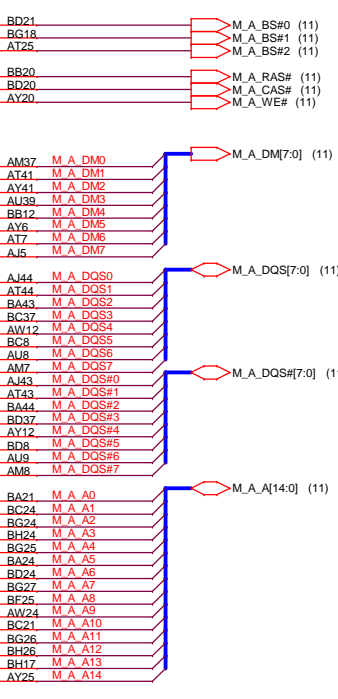 BD21 M_A_BS#0 (11)
BG18 M_A_BS#1 (11)
AT25 M_A_BS#2 (11)
BB20 M_A_RAS# (11)
BD20 M_A_CAS# (11)
AY20 M_A_WE# (11)
M_A_DM[7:0] (11)
AM37 M_A_DM0
AT41 M_A_DM1
AY41 M_A_DM2
AU39 M_A_DM3
BB12 M_A_DM4
AY6 M_A_DM5
AT7 M_A_DM6
AJ5 M_A_DM7
M_A_DQS[7:0] (11)
AJ44 M_A_DQS0
AT44 M_A_DQS1
BA43 M_A_DQS2
BC37 M_A_DQS3
AW12 M_A_DQS4
BC8 M_A_DQS5
AU8 M_A_DQS6
AM7 M_A_DQS7
M_A_DQS#[7:0] (1
AJ43 M_A_DQS#0
AT43 M_A_DQS#1
BA44 M_A_DQS#2
BD37 M_A_DQS#3
AY12 M_A_DQS#4
BD8 M_A_DQS#5
AU9 M_A_DQS#6
AM8 M_A_DQS#7
M_A_A[14:0] (11)
BA21 M_A_A0
BC24 M_A_A1
BG24 M_A_A2
BH24 M_A_A3
BG25 M_A_A4
BA24 M_A_A5
BD24 M_A_A6
BG27 M_A_A7
BF25 M_A_A8
AW24 M_A_A9
BC21 M_A_A10
BG26 M_A_A11
BH26 M_A_A12
BH17 M_A_A13
AY25 M_A_A14